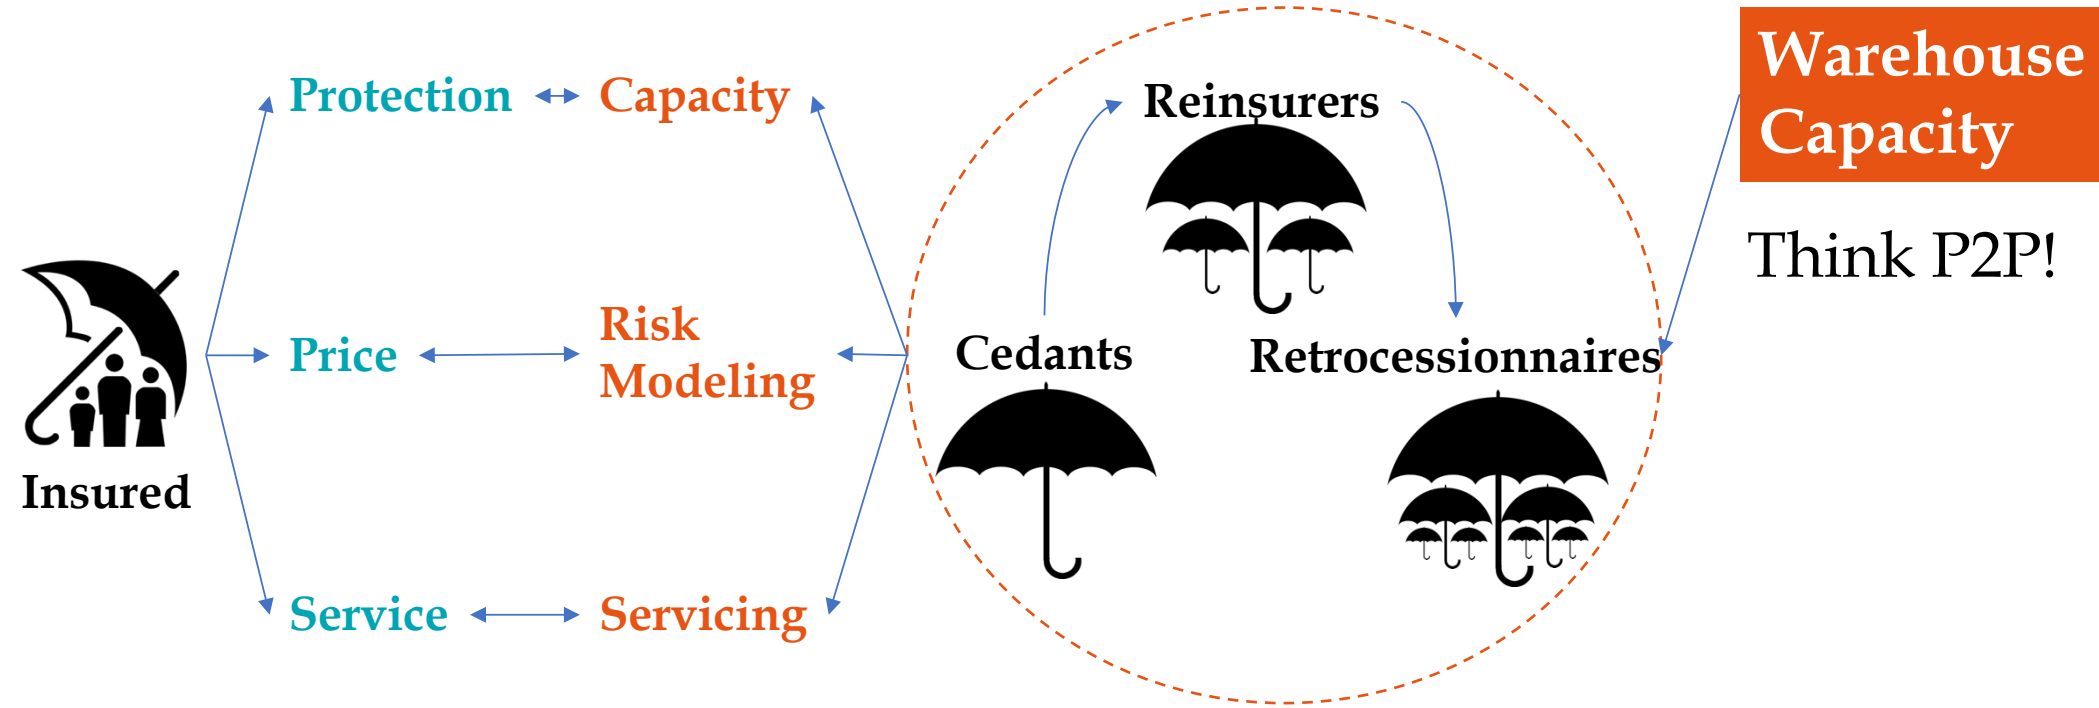 Insured
Protection
Price
Service
Capacity
Risk
Modeling
Servicing
Reinsurers
Cedants
Retrocessionnaires
Warehouse
Capacity
Think P2P!